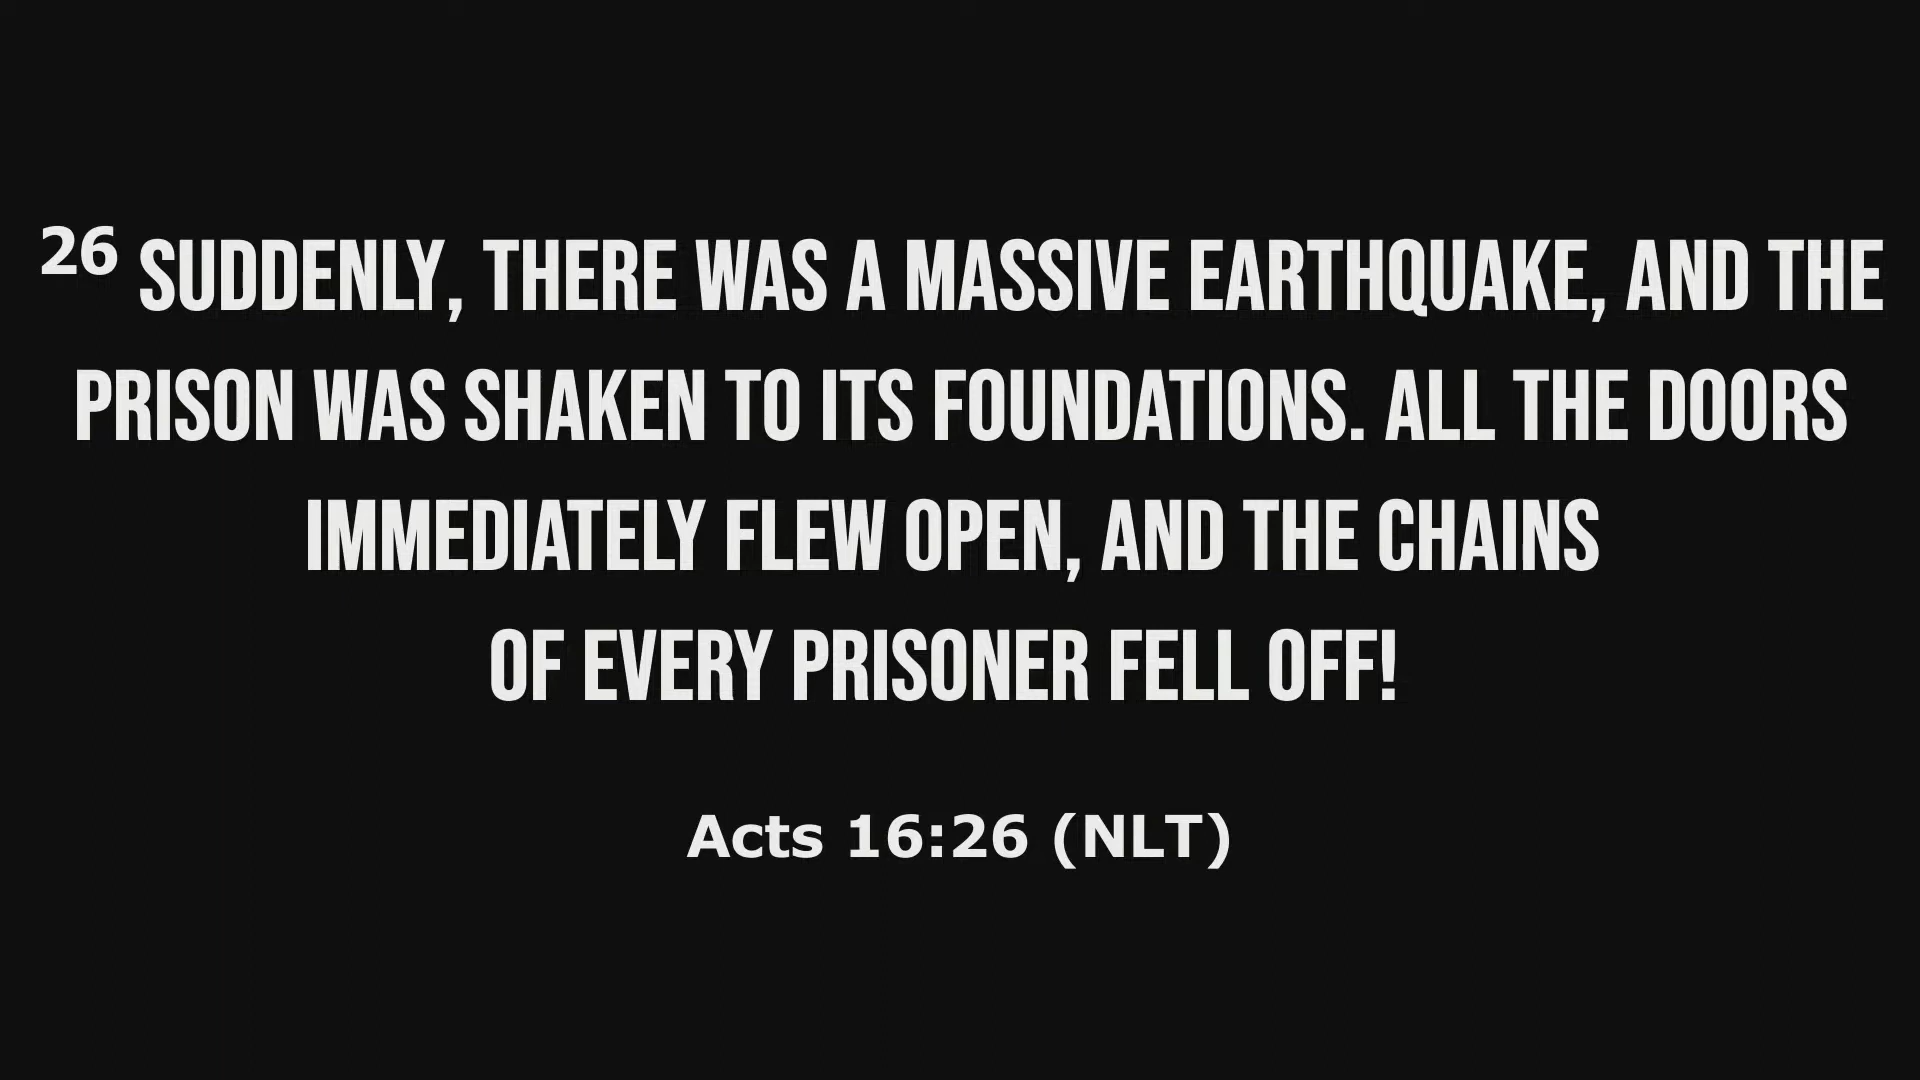 26 SUDDENLY, THERE WAS A MASSIVE EARTHQUAKE, AND THE
PRISON WAS SHAKEN TO ITS FOUNDATIONS. ALL THE DOORS
IMMEDIATELY FLEW OPEN, AND THE CHAINS
OF EVERY PRISONER FELL OFF!
Acts 16:26 (NLT)